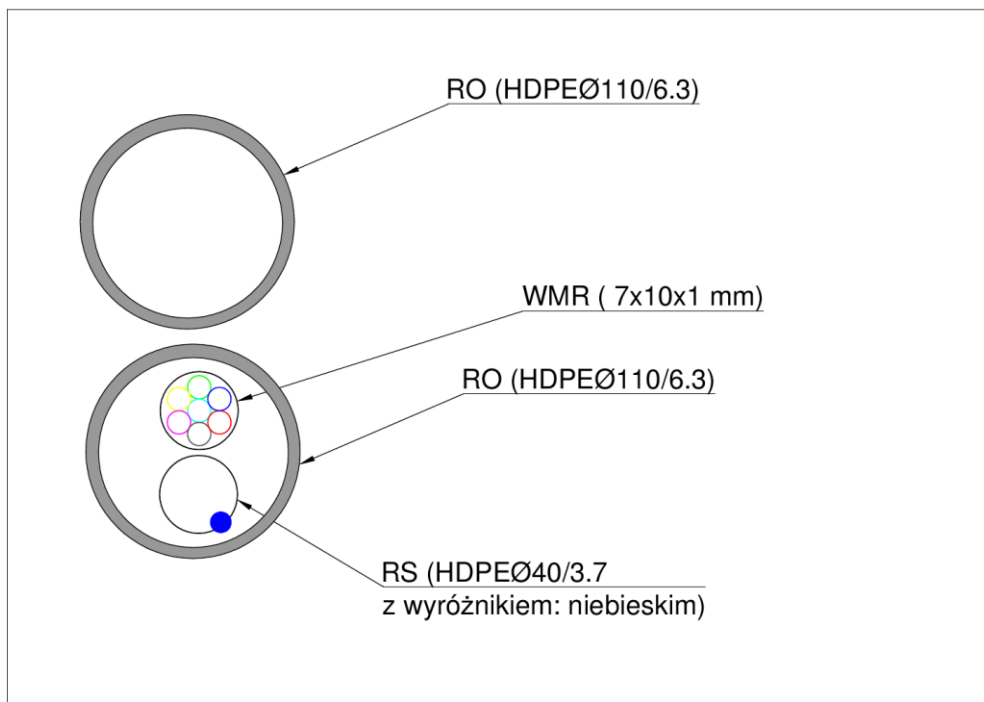 RO (HDPEØ110/6.3)
WMR ( 7x10x1 mm)
RO (HDPEØ110/6.3)
RS (HDPEØ40/3.7
z wyróżnikiem: niebieskim)